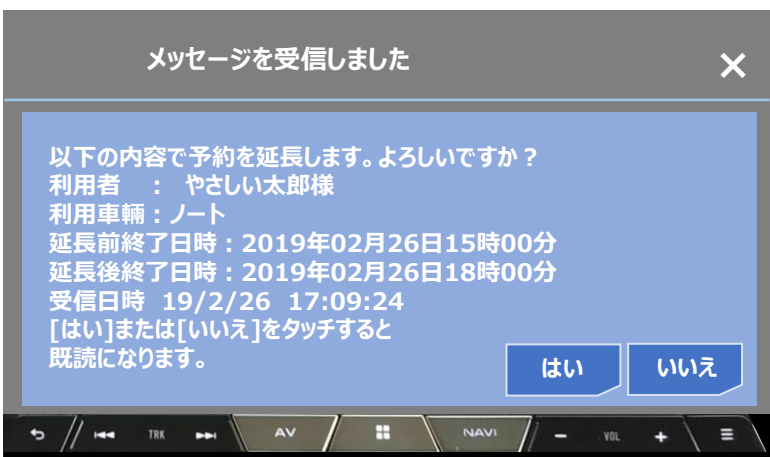 メッセージを受信しました
×
以下の内容で予約を延長します。よろしいですか？
利用者　：　やさしい太郎様
利用車輛：ノート
延長前終了日時：2019年02月26日15時00分
延長後終了日時：2019年02月26日18時00分
受信日時 19/2/26 17:09:24
[はい]または[いいえ]をタッチすると
既読になります。
はい　いいえ
TRK AV NAVI － VOL ＋